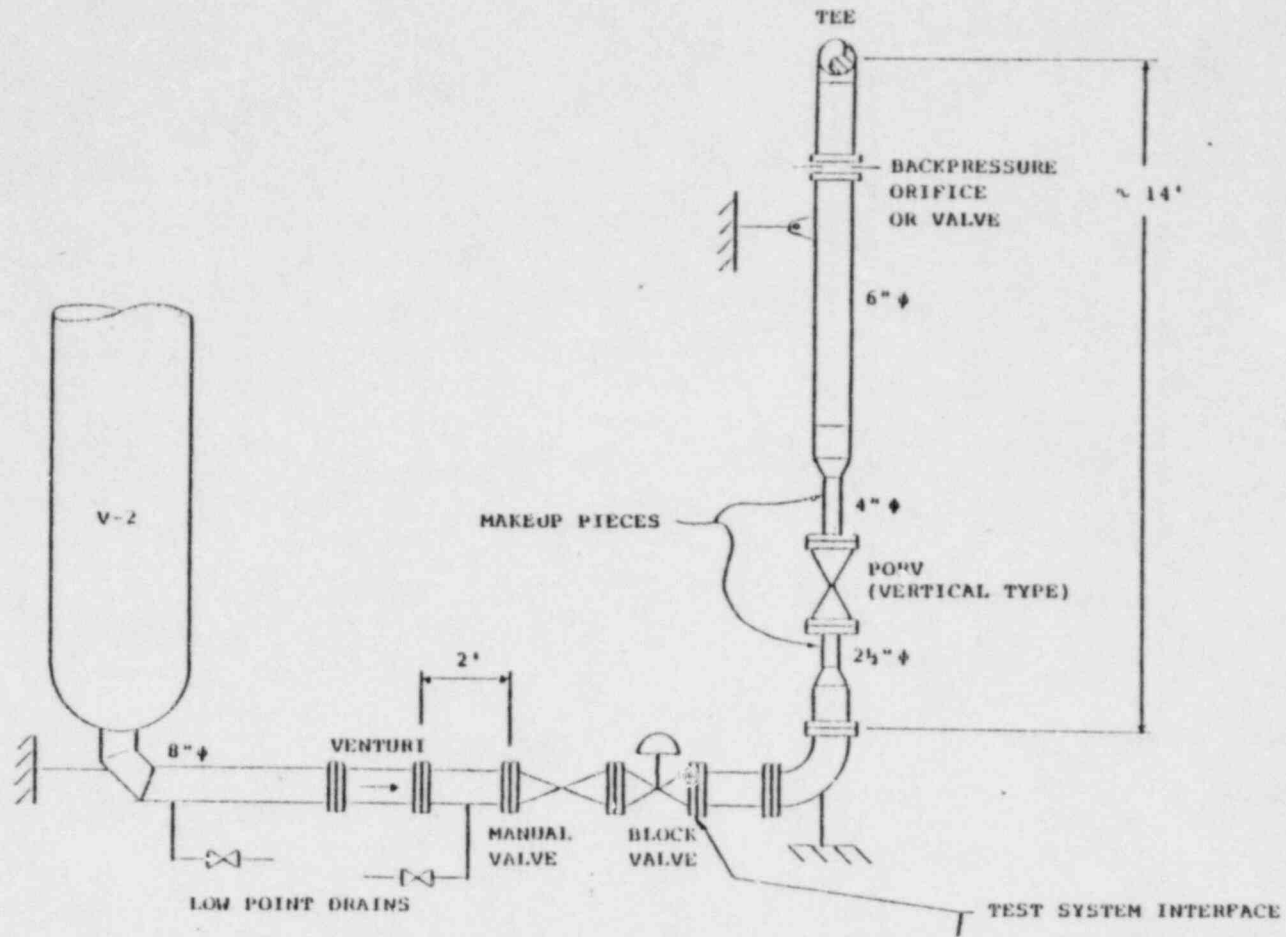 TEE
BACKPRESSURE
ORIFICE
OR VALVE
~ 14'
6" φ
V-2
MAKEUP PIECES
4" φ
PORV
(VERTICAL TYPE)
2½" φ
2'
8" φ
VENTURI
MANUAL
VALVE
BLOCK
VALVE
LOW POINT DRAINS
TEST SYSTEM INTERFACE